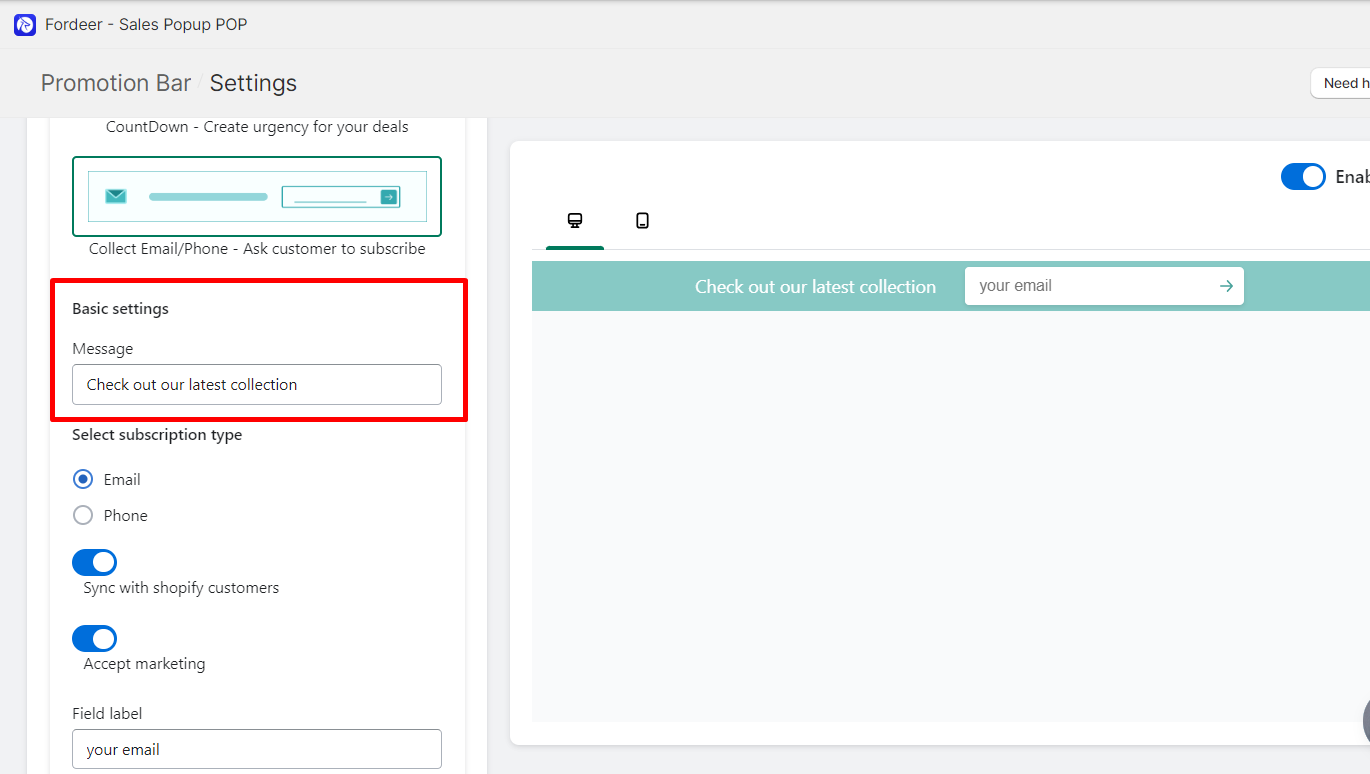 Fordeer - Sales Popup POP
Promotion Bar / Settings
Need h
CountDown - Create urgency for your deals
Collect Email/Phone - Ask customer to subscribe
Basic settings
Message
Check out our latest collection
Select subscription type
Email
Phone
Sync with shopify customers
Accept marketing
Field label
your email
Enab
Check out our latest collection
your email